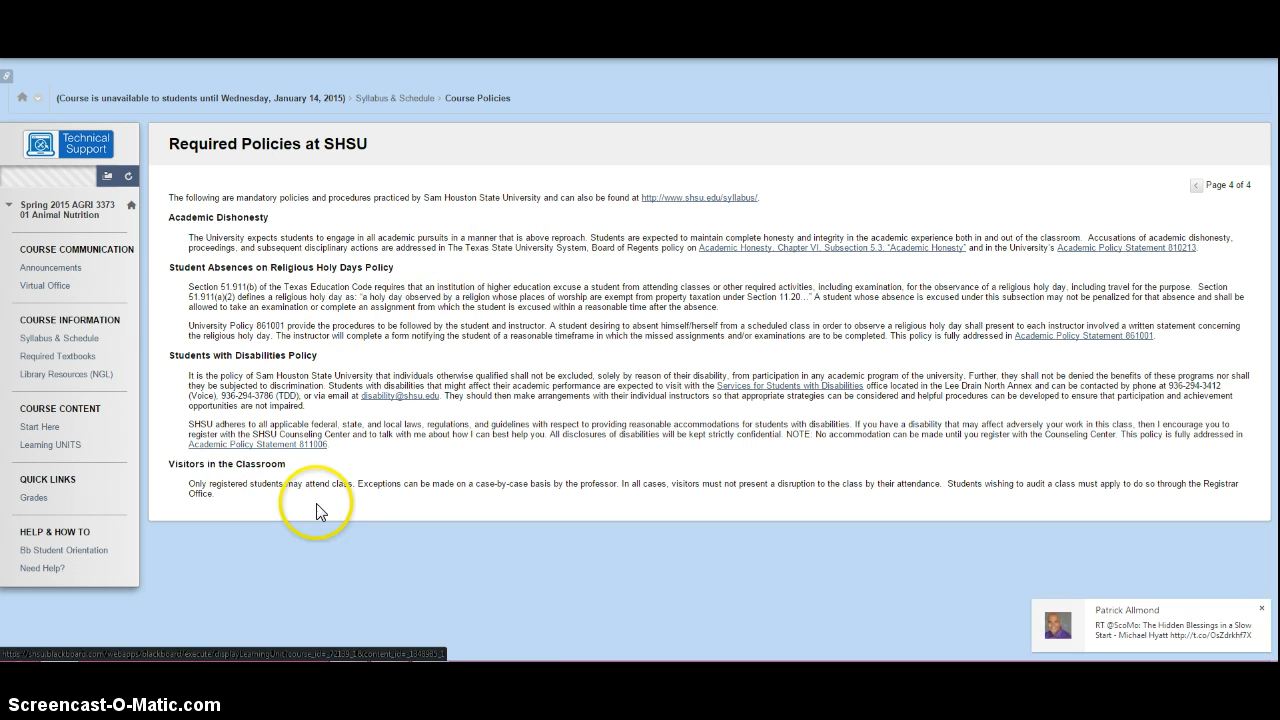 (Course is unavailable to students until Wednesday, January 14, 2015) › Syllabus & Schedule › Course Policies
Technical
Support
Required Policies at SHSU
Page 4 of 4
The following are mandatory policies and procedures practiced by Sam Houston State University and can also be found at http://www.shsu.edu/syllabus/.
Academic Dishonesty
The University expects students to engage in all academic pursuits in a manner that is above reproach. Students are expected to maintain complete honesty and integrity in the academic experience both in and out of the classroom. Accusations of academic dishonesty,
proceedings, and subsequent disciplinary actions are addressed in The Texas State University System, Board of Regents policy on Academic Honesty, Chapter VI, Subsection 5.3, "Academic Honesty" and in the University's Academic Policy Statement 810213.
Student Absences on Religious Holy Days Policy
Section 51.911(b) of the Texas Education Code requires that an institution of higher education excuse a student from attending classes or other required activities, including examination, for the observance of a religious holy day, including travel for the purpose. Section
51.911(a)(2) defines a religious holy day as: "a holy day observed by a religion whose places of worship are exempt from property taxation under Section 11.20..." A student whose absence is excused under this subsection may not be penalized for that absence and shall be
allowed to take an examination or complete an assignment from which the student is excused within a reasonable time after the absence.
University Policy 861001 provide the procedures to be followed by the student and instructor. A student desiring to absent himself/herself from a scheduled class in order to observe a religious holy day shall present to each instructor involved a written statement concerning
the religious holy day. The instructor will complete a form notifying the student of a reasonable timeframe in which the missed assignments and/or examinations are to be completed. This policy is fully addressed in Academic Policy Statement 861001.
Students with Disabilities Policy
It is the policy of Sam Houston State University that individuals otherwise qualified shall not be excluded, solely by reason of their disability, from participation in any academic program of the university. Further, they shall not be denied the benefits of these programs nor shall
they be subjected to discrimination. Students with disabilities that might affect their academic performance are expected to visit with the Services for Students with Disabilities office located in the Lee Drain North Annex and can be contacted by phone at 936-294-3412
(Voice), 936-294-3786 (TDD), or via email at disability@shsu.edu. They should then make arrangements with their individual instructors so that appropriate strategies can be considered and helpful procedures can be developed to ensure that participation and achievement
opportunities are not impaired.
SHSU adheres to all applicable federal, state, and local laws, regulations, and guidelines with respect to providing reasonable accommodations for students with disabilities. If you have a disability that may affect adversely your work in this class, then I encourage you to
register with the SHSU Counseling Center and to talk with me about how I can best help you. All disclosures of disabilities will be kept strictly confidential. NOTE: No accommodation can be made until you register with the Counseling Center. This policy is fully addressed in
Academic Policy Statement 811006.
Visitors in the Classroom
Only registered students may attend class. Exceptions can be made on a case-by-case basis by the professor. In all cases, visitors must not present a disruption to the class by their attendance. Students wishing to audit a class must apply to do so through the Registrar
Office.
Spring 2015 AGRI 3373
01 Animal Nutrition
COURSE COMMUNICATION
Announcements
Virtual Office
COURSE INFORMATION
Syllabus & Schedule
Required Textbooks
Library Resources (NGL)
COURSE CONTENT
Start Here
Learning UNITS
QUICK LINKS
Grades
HELP & HOW TO
Bb Student Orientation
Need Help?
Patrick Allmond
RT @ScoMo: The Hidden Blessings in a Slow
Start - Michael Hyatt http://t.co/OsZdrkhf7X
Screencast-O-Matic.com